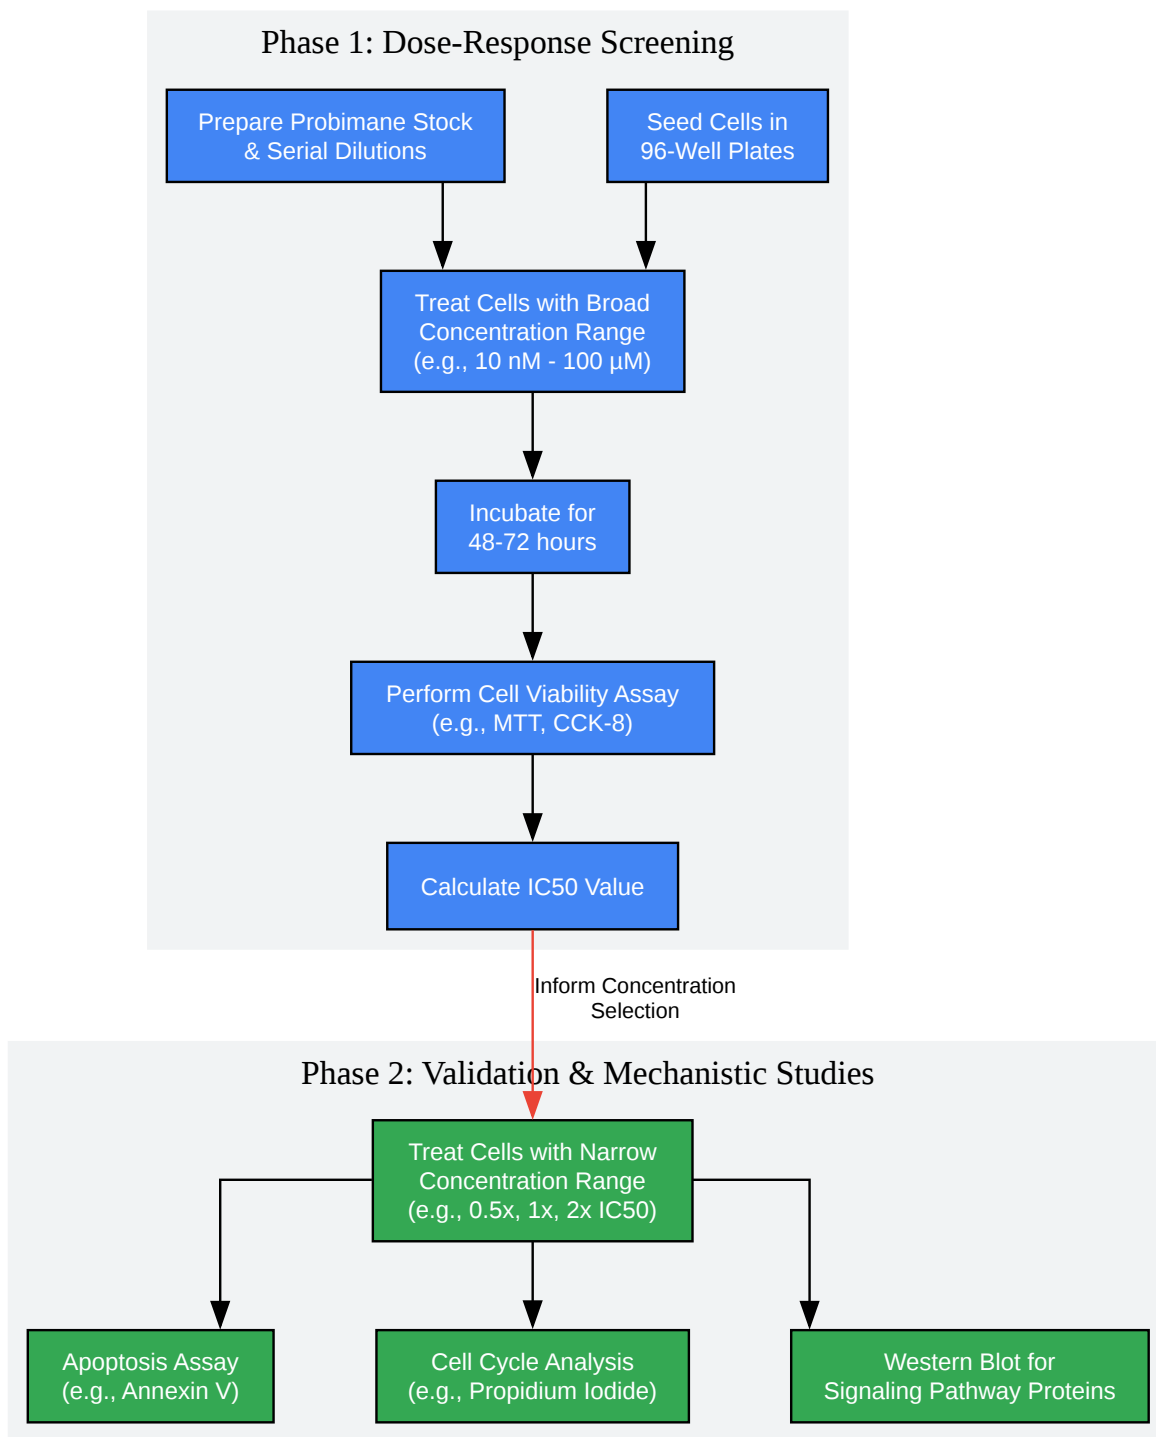 Phase 1: Dose-Response Screening
Prepare Probimane Stock
& Serial Dilutions
Seed Cells in
96-Well Plates
Treat Cells with Broad
Concentration Range
(e.g., 10 nM - 100 µM)
Incubate for
48-72 hours
Perform Cell Viability Assay
(e.g., MTT, CCK-8)
Calculate IC50 Value
Inform Concentration
Selection
Phase 2: Validation & Mechanistic Studies
Treat Cells with Narrow
Concentration Range
(e.g., 0.5x, 1x, 2x IC50)
Apoptosis Assay
(e.g., Annexin V)
Cell Cycle Analysis
(e.g., Propidium Iodide)
Western Blot for
Signaling Pathway Proteins